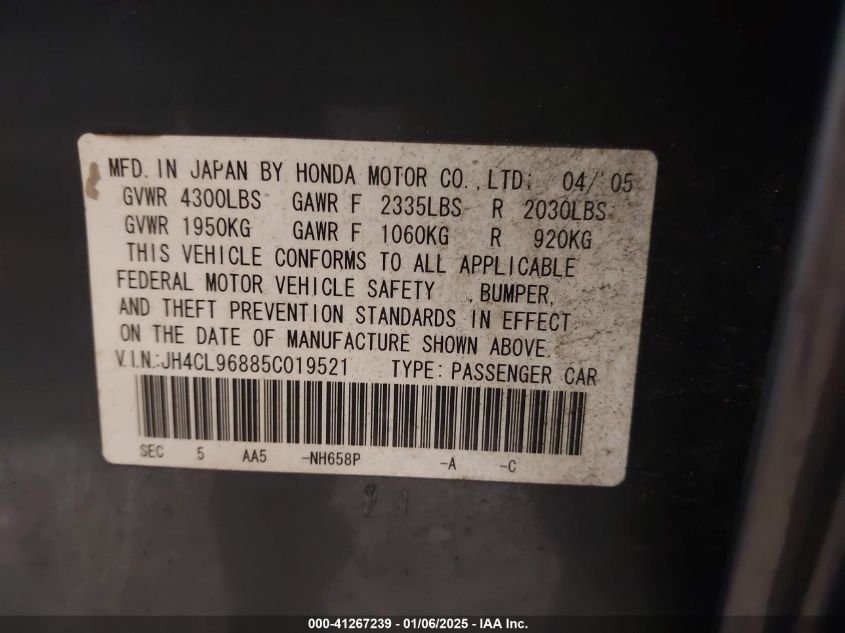 MFD. IN JAPAN BY HONDA MOTOR CO.,LTD. 04/'05
GVWR 4300LBS GAWR F 2335LBS R 2030LBS
GVWR 1950KG GAWR F 1060KG R 920KG
THIS VEHICLE CONFORMS TO ALL APPLICABLE
FEDERAL MOTOR VEHICLE SAFETY ,BUMPER,
AND THEFT PREVENTION STANDARDS IN EFFECT
ON THE DATE OF MANUFACTURE SHOWN ABOVE.
V.I.N.:JH4CL96885C019521 TYPE: PASSENGER CAR
SEC 5 AA5 -NH658P -A -C
000-41267239 - 01/06/2025 - IAA Inc.